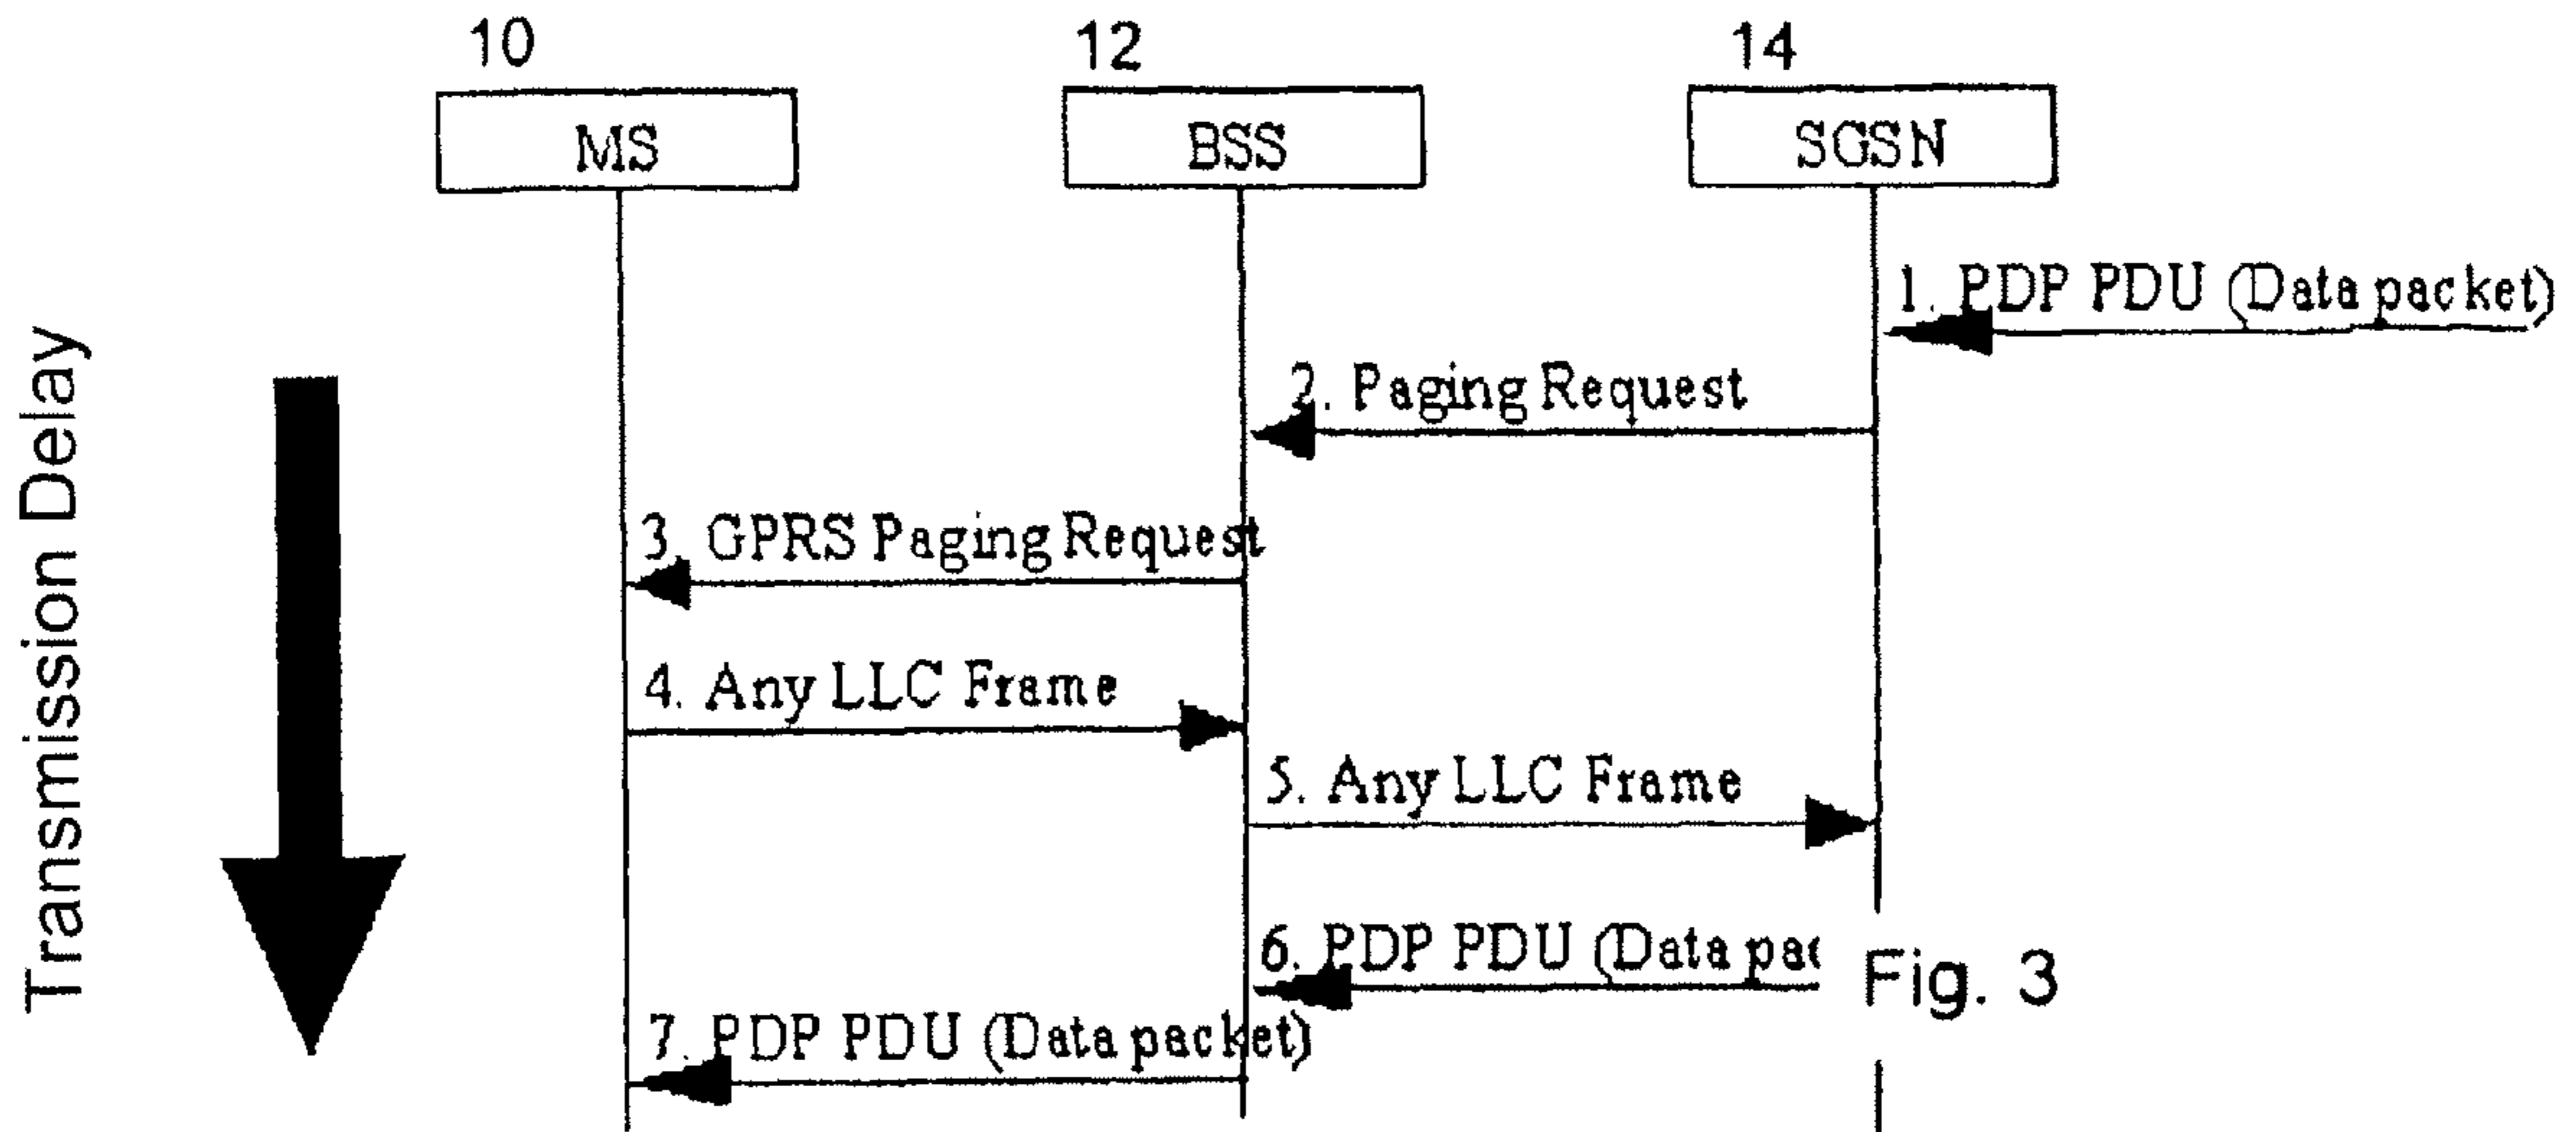 10
12
14
MS
BSS
SGSN
1. PDP PDU (Data packet)
2. Paging Request
3. GPRS Paging Request
4. Any LLC Frame
5. Any LLC Frame
6. PDP PDU (Data pac
7. PDP PDU (Data packet)
Transmission Delay
Fig. 3